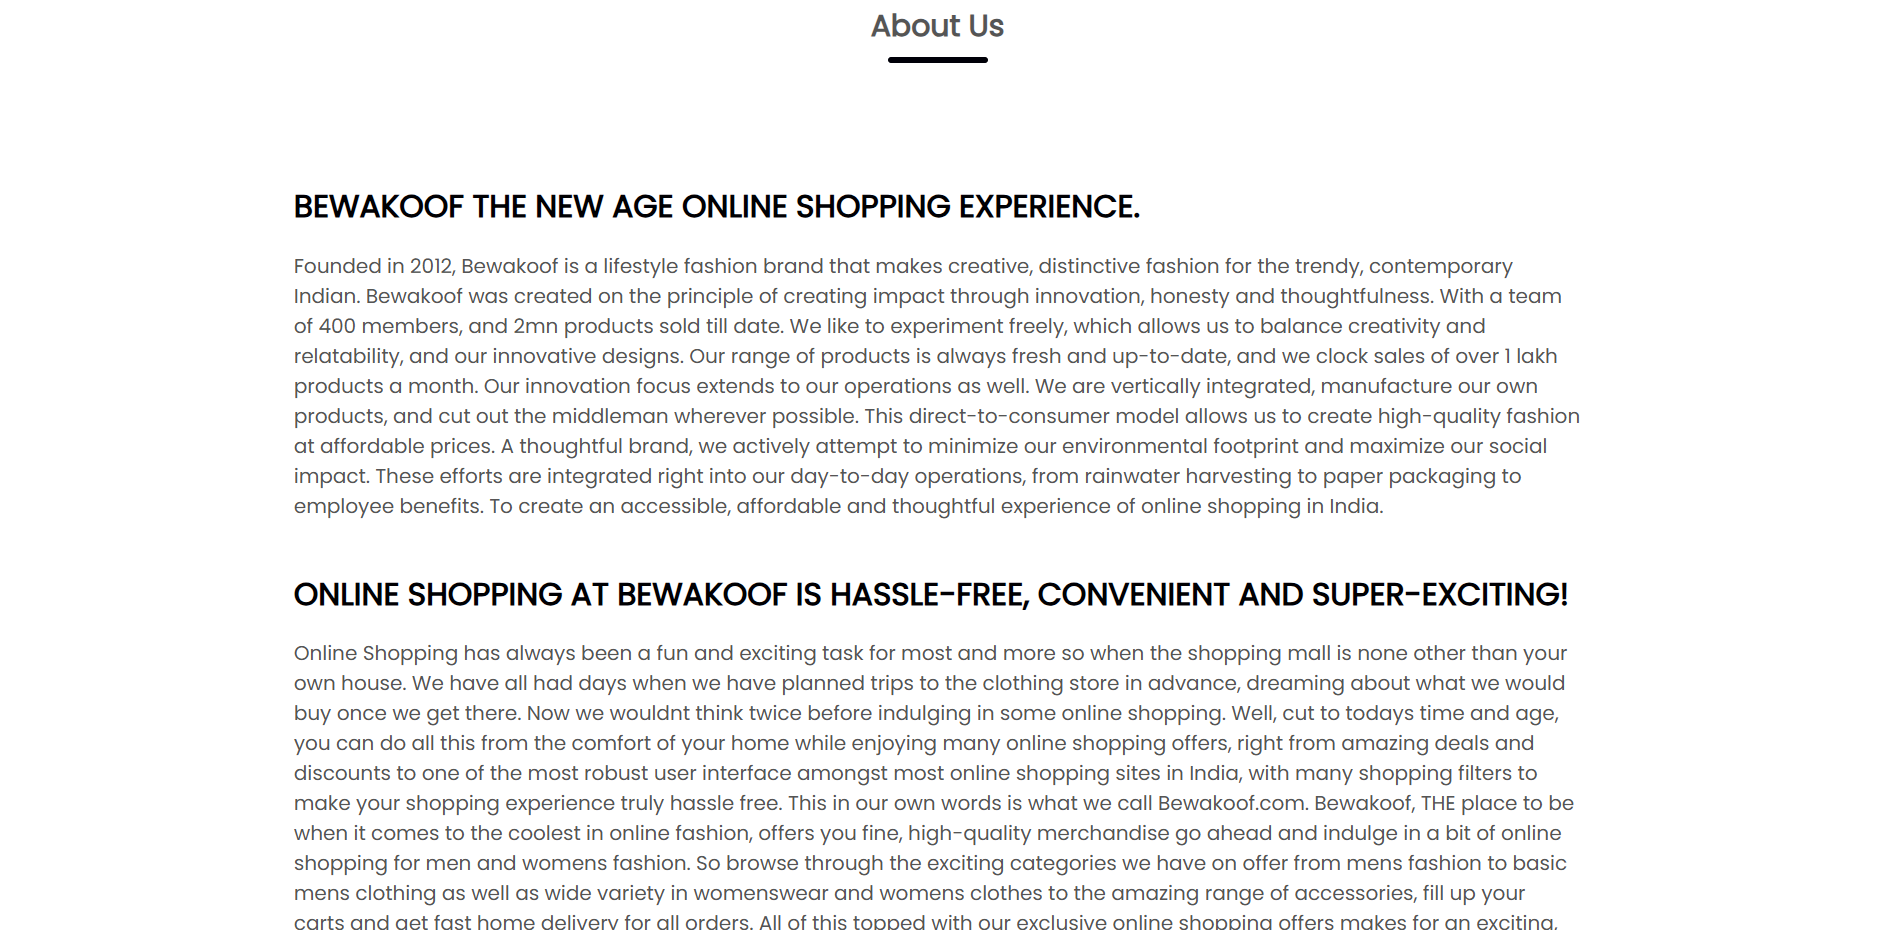 About Us
BEWAKOOF THE NEW AGE ONLINE SHOPPING EXPERIENCE.
Founded in 2012, Bewakoof is a lifestyle fashion brand that makes creative, distinctive fashion for the trendy, contemporary
Indian. Bewakoof was created on the principle of creating impact through innovation, honesty and thoughtfulness. With a team
of 400 members, and 2mn products sold till date. We like to experiment freely, which allows us to balance creativity and
relatability, and our innovative designs. Our range of products is always fresh and up-to-date, and we clock sales of over 1 lakh
products a month. Our innovation focus extends to our operations as well. We are vertically integrated, manufacture our own
products, and cut out the middleman wherever possible. This direct-to-consumer model allows us to create high-quality fashion
at affordable prices. A thoughtful brand, we actively attempt to minimize our environmental footprint and maximize our social
impact. These efforts are integrated right into our day-to-day operations, from rainwater harvesting to paper packaging to
employee benefits. To create an accessible, affordable and thoughtful experience of online shopping in India.
ONLINE SHOPPING AT BEWAKOOF IS HASSLE-FREE, CONVENIENT AND SUPER-EXCITING!
Online Shopping has always been a fun and exciting task for most and more so when the shopping mall is none other than your
own house. We have all had days when we have planned trips to the clothing store in advance, dreaming about what we would
buy once we get there. Now we wouldnt think twice before indulging in some online shopping. Well, cut to todays time and age,
you can do all this from the comfort of your home while enjoying many online shopping offers, right from amazing deals and
discounts to one of the most robust user interface amongst most online shopping sites in India, with many shopping filters to
make your shopping experience truly hassle free. This in our own words is what we call Bewakoof.com. Bewakoof, THE place to be
when it comes to the coolest in online fashion, offers you fine, high-quality merchandise go ahead and indulge in a bit of online
shopping for men and womens fashion. So browse through the exciting categories we have on offer from mens fashion to basic
mens clothing as well as wide variety in womenswear and womens clothes to the amazing range of accessories, fill up your
carts and get fast home delivery for all orders. All of this topped with our exclusive online shopping offers makes for an exciting,